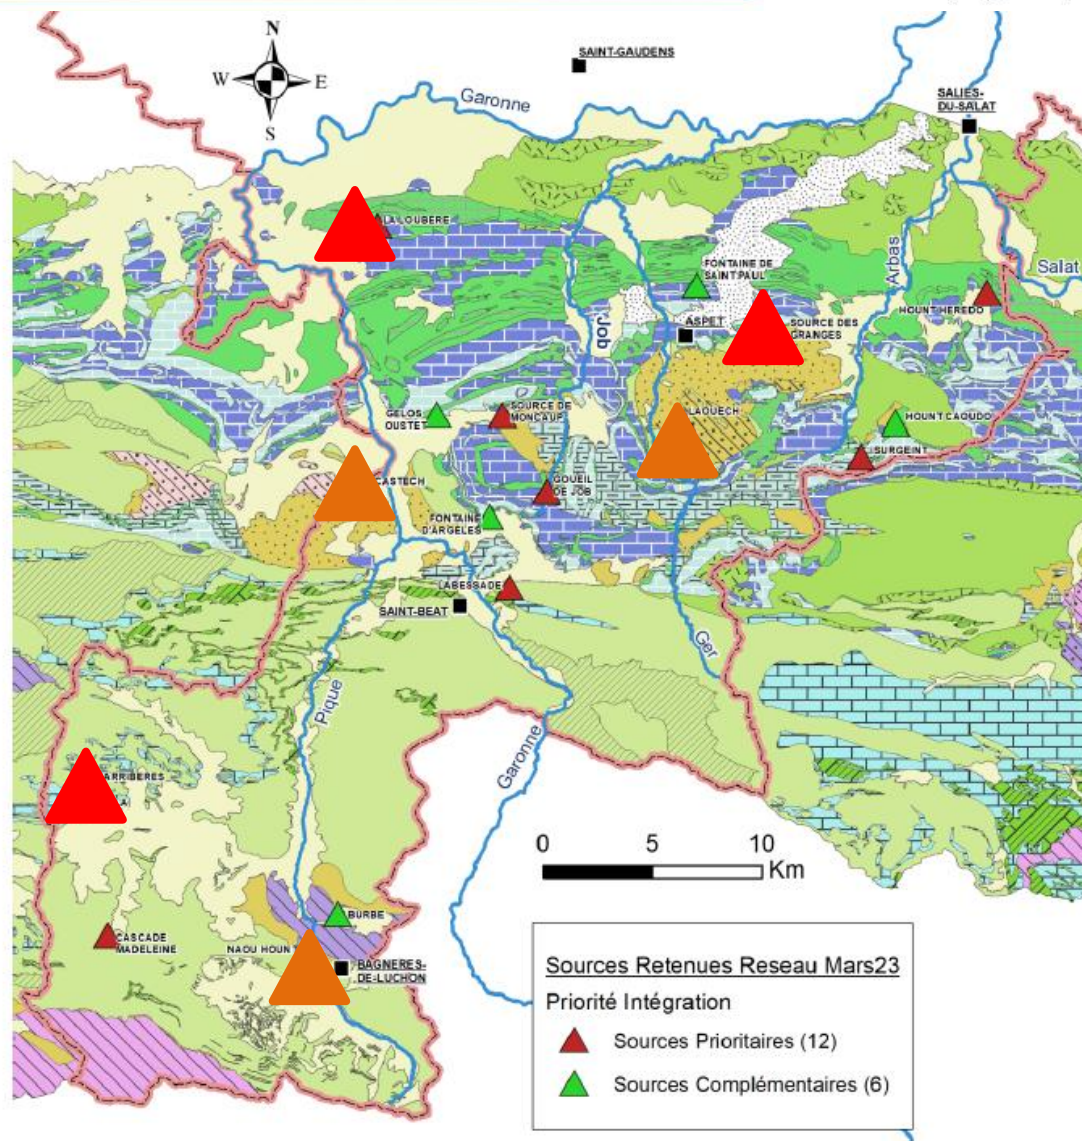 SAINT-GAUDENS
N
W
E
S
Garonne
SALIES-
DU-SALAT
LA LOUBERE
Arbas
FONTAINE DE
SAINT PAUL
Salat
HOUNT HEREDO
Job
ASPET
SOURCE DES
GRANGES
GELOS
OUSTET
SOURCE DE
MONCAUP
LAOUECH
HOUNT CAOUDO
SURGEINT
CASTECH
GOUEIL
DE JOB
FONTAINE
D'ARGELES
LABESSADE
SAINT-BEAT
Ger
Pique
Garonne
ARRIBERES
0
5
10
Km
BURBE
CASCADE
MADELEINE
NAOU HOUN
BAGNERES-
DE-LUCHON
Sources Retenues Reseau Mars23
Priorité Intégration
Sources Prioritaires (12)
Sources Complémentaires (6)